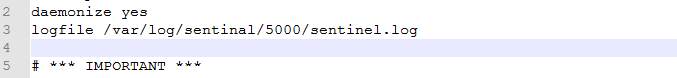 2 daemonize yes
3 logfile /var/log/sentinal/5000/sentinel.log
4
5 # *** IMPORTANT ***